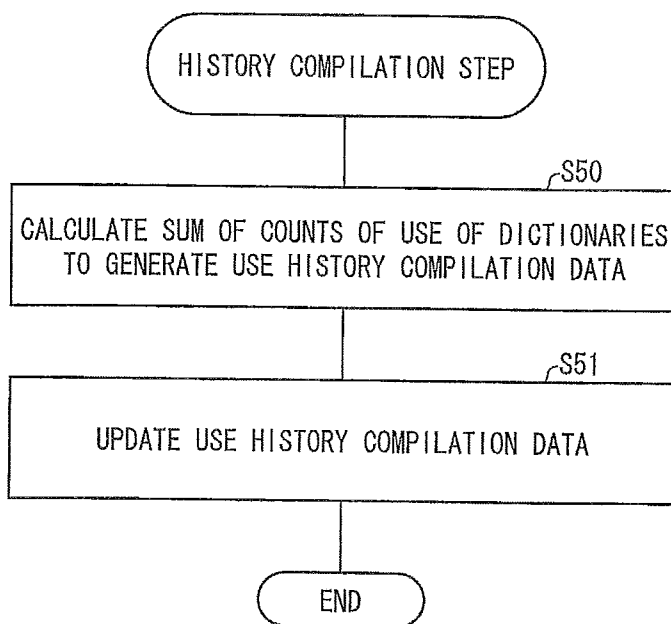 HISTORY COMPILATION STEP
S50
CALCULATE SUM OF COUNTS OF USE OF DICTIONARIES
TO GENERATE USE HISTORY COMPILATION DATA
S51
UPDATE USE HISTORY COMPILATION DATA
END